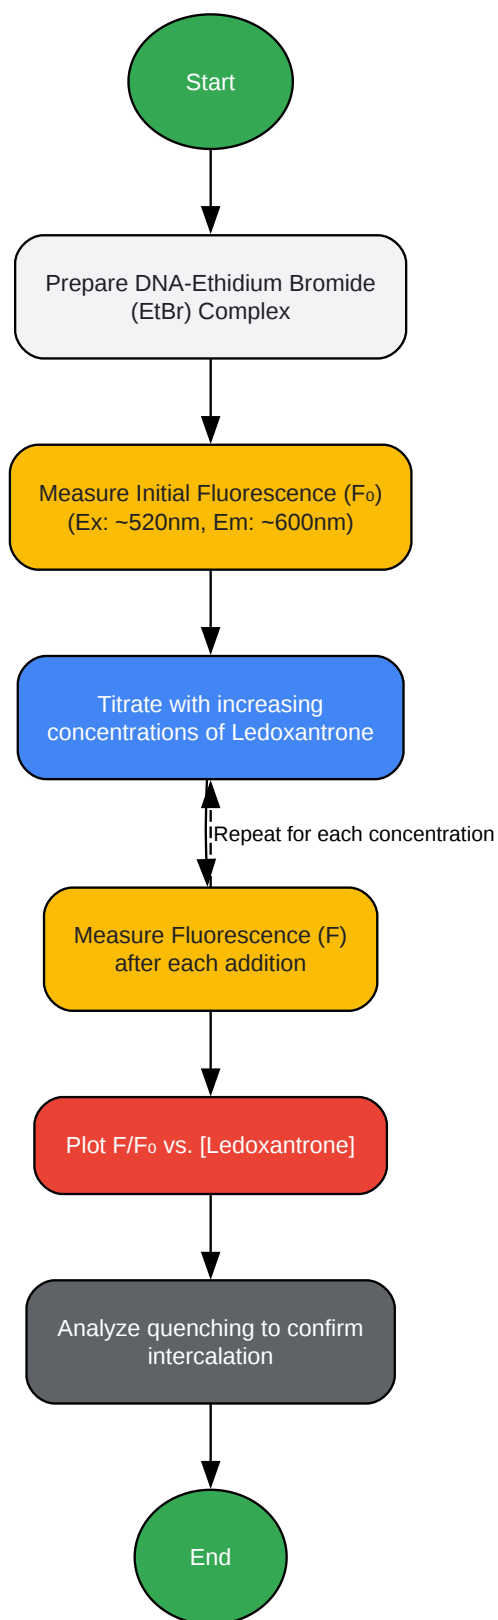 Start
Prepare DNA-Ethidium Bromide
(EtBr) Complex
Measure Initial Fluorescence (F₀)
(Ex: ~520nm, Em: ~600nm)
Titrate with increasing
concentrations of Ledoxantrone
Repeat for each concentration
Measure Fluorescence (F)
after each addition
Plot F/F₀ vs. [Ledoxantrone]
Analyze quenching to confirm
intercalation
End